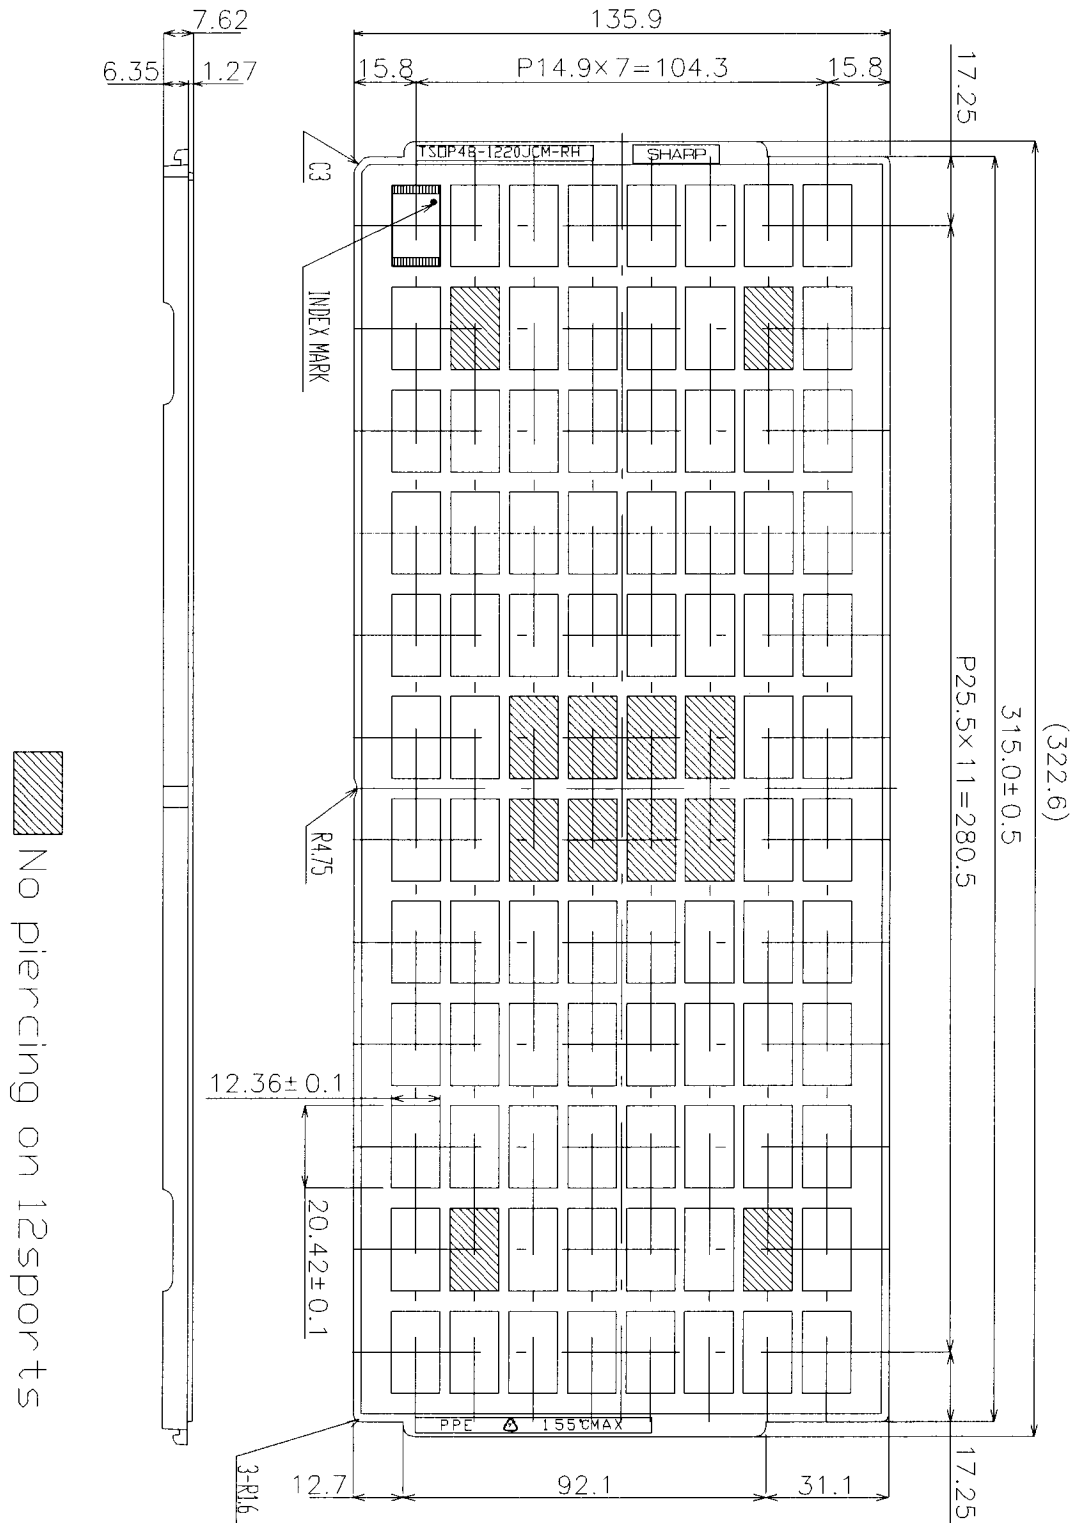 7.62
6.35
1.27
135.9
15.8
P14.9×7=104.3
15.8
17.25
C3
TSOP48-1220JCM-RH
SHARP
INDEX MARK
(322.6)
315.0±0.5
P25.5×11=280.5
R4.75
12.36±0.1
20.42±0.1
PPE
155℃MAX
3-R1.6
12.7
92.1
31.1
17.25
No piercing on 12sports